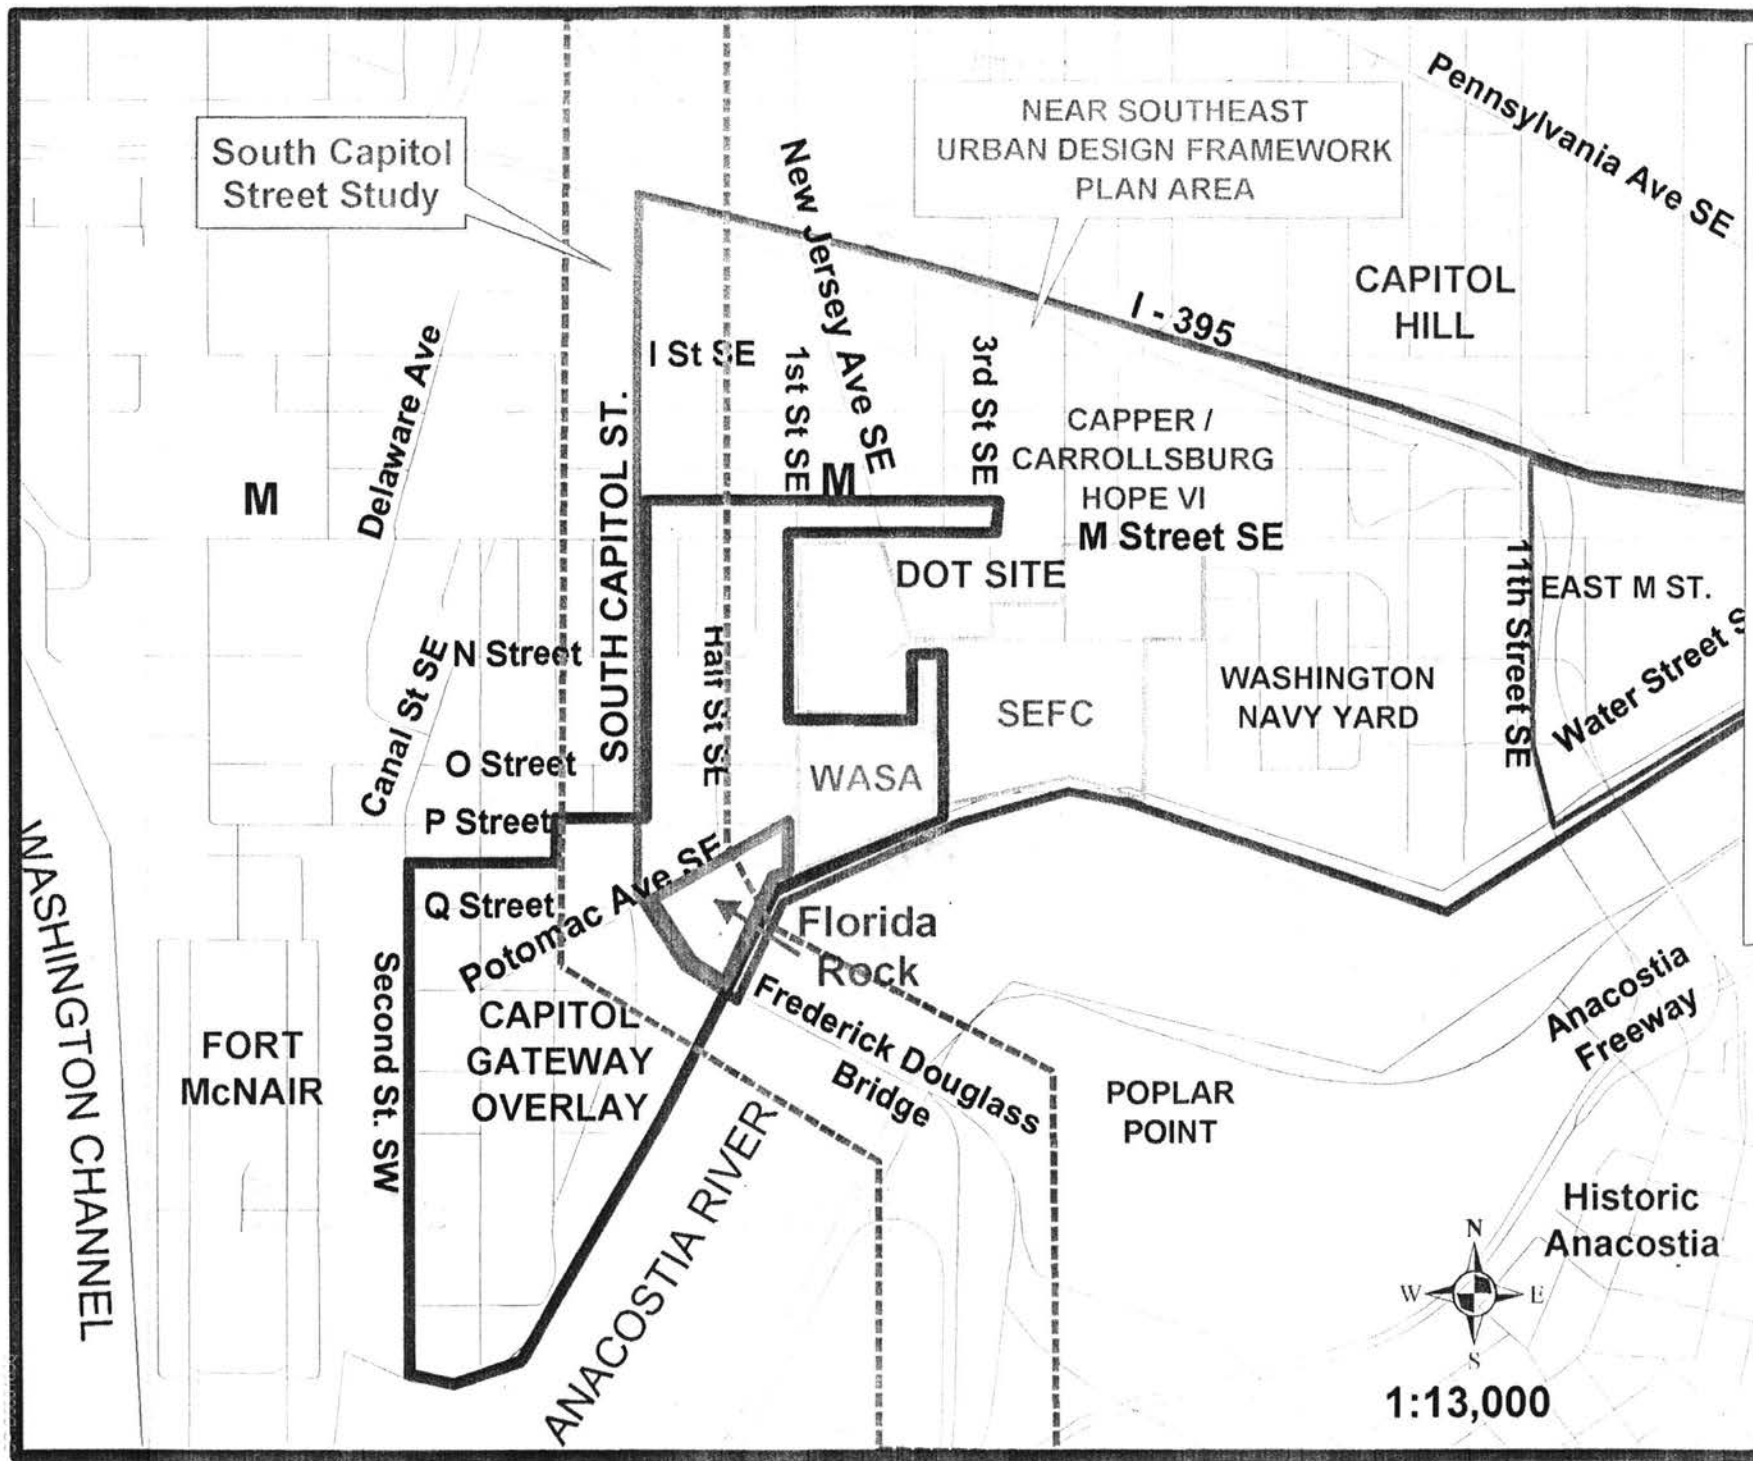 Pennsylvania Ave SE
NEAR SOUTHEAST
URBAN DESIGN FRAMEWORK
PLAN AREA
South Capitol
Street Study
New Jersey Ave SE
CAPITOL
HILL
I - 395
I St SE
1st St SE
3rd St SE
Delaware Ave
SOUTH CAPITOL ST.
CAPPER /
CARROLLSBURG
HOPE VI
M
M
M Street SE
DOT SITE
11th Street SE
EAST M ST.
Water Street S
N Street
Canal St SE
Half St SE
WASHINGTON
NAVY YARD
SEFC
O Street
WASA
P Street
WASHINGTON CHANNEL
Q Street
Potomac Ave SE
Florida
Rock
Second St. SW
CAPITOL
GATEWAY
OVERLAY
FORT
McNAIR
Frederick Douglass
Bridge
Anacostia
Freeway
POPLAR
POINT
ANACOSTIA RIVER
Historic
Anacostia
N
W
E
S
1:13,000